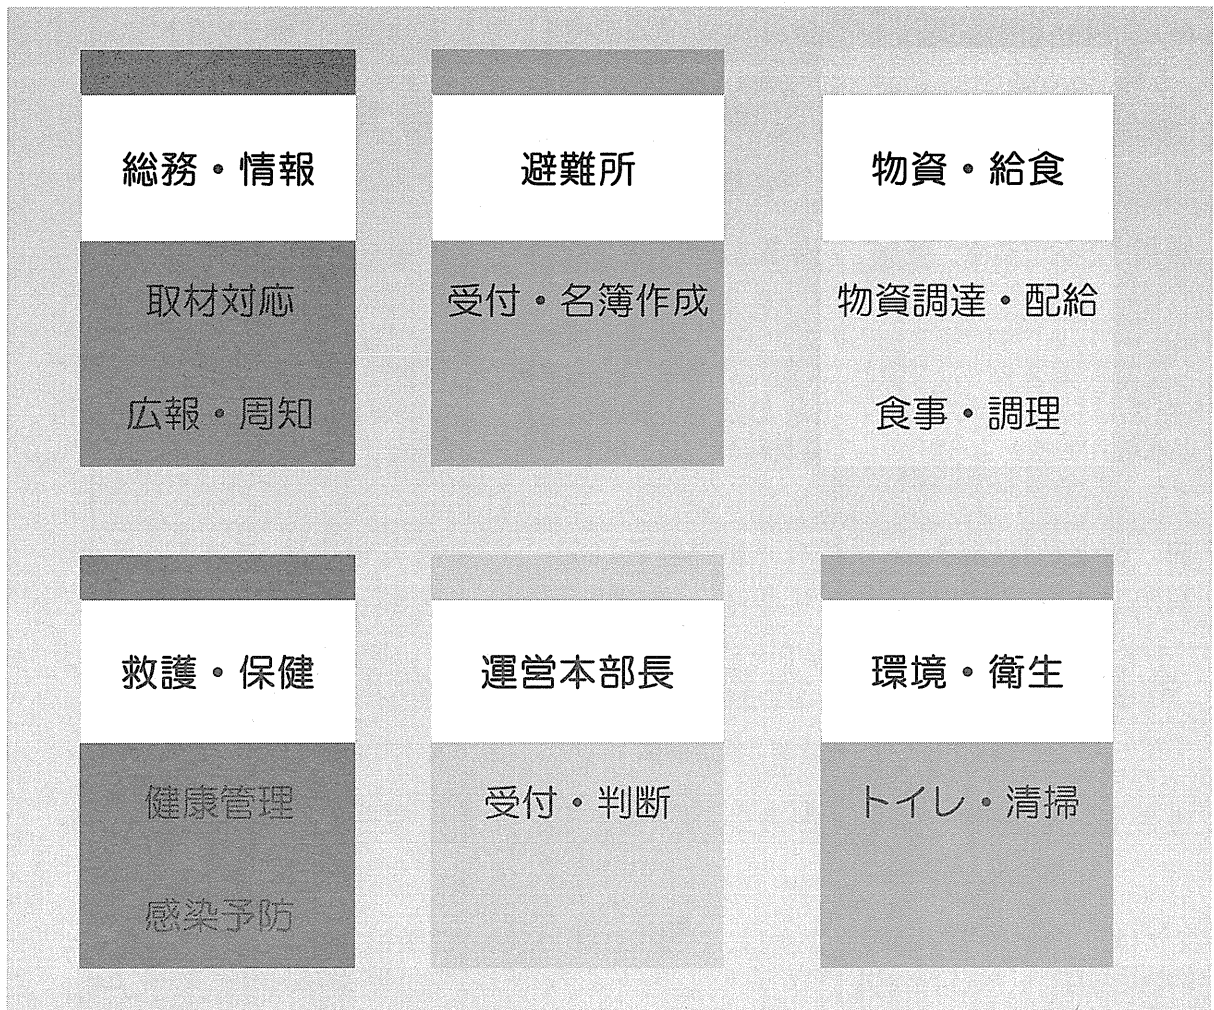 総務・情報
取材対応
広報・周知
避難所
受付・名簿作成
物資・給食
物資調達・配給
食事・調理
救護・保健
健康管理
感染予防
運営本部長
受付・判断
環境・衛生
トイレ・清掃